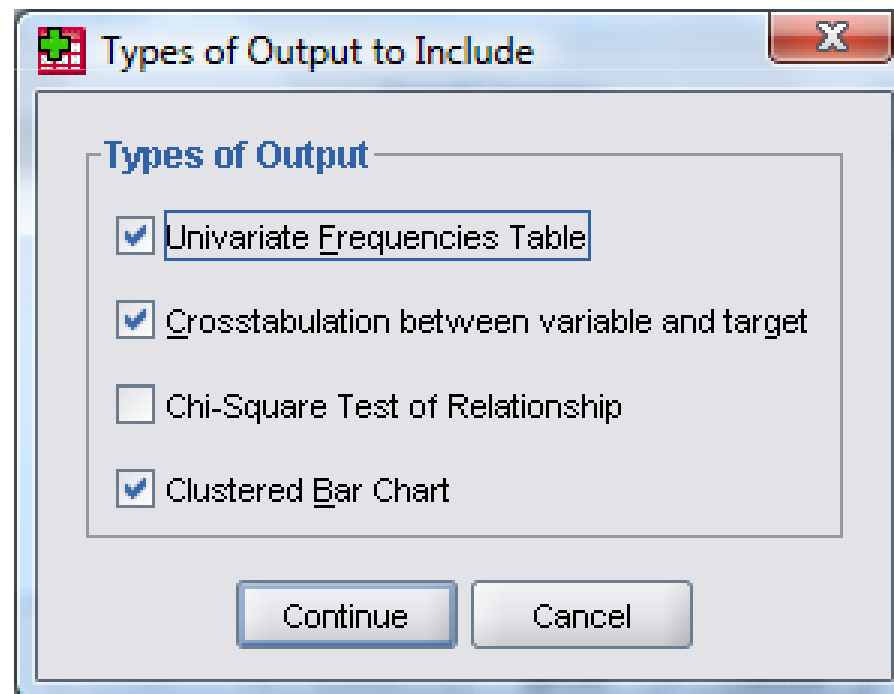 Types of Output to Include
Types of Output
Univariate Frequencies Table
Crosstabulation between variable and target
Chi-Square Test of Relationship
Clustered Bar Chart
Continue Cancel